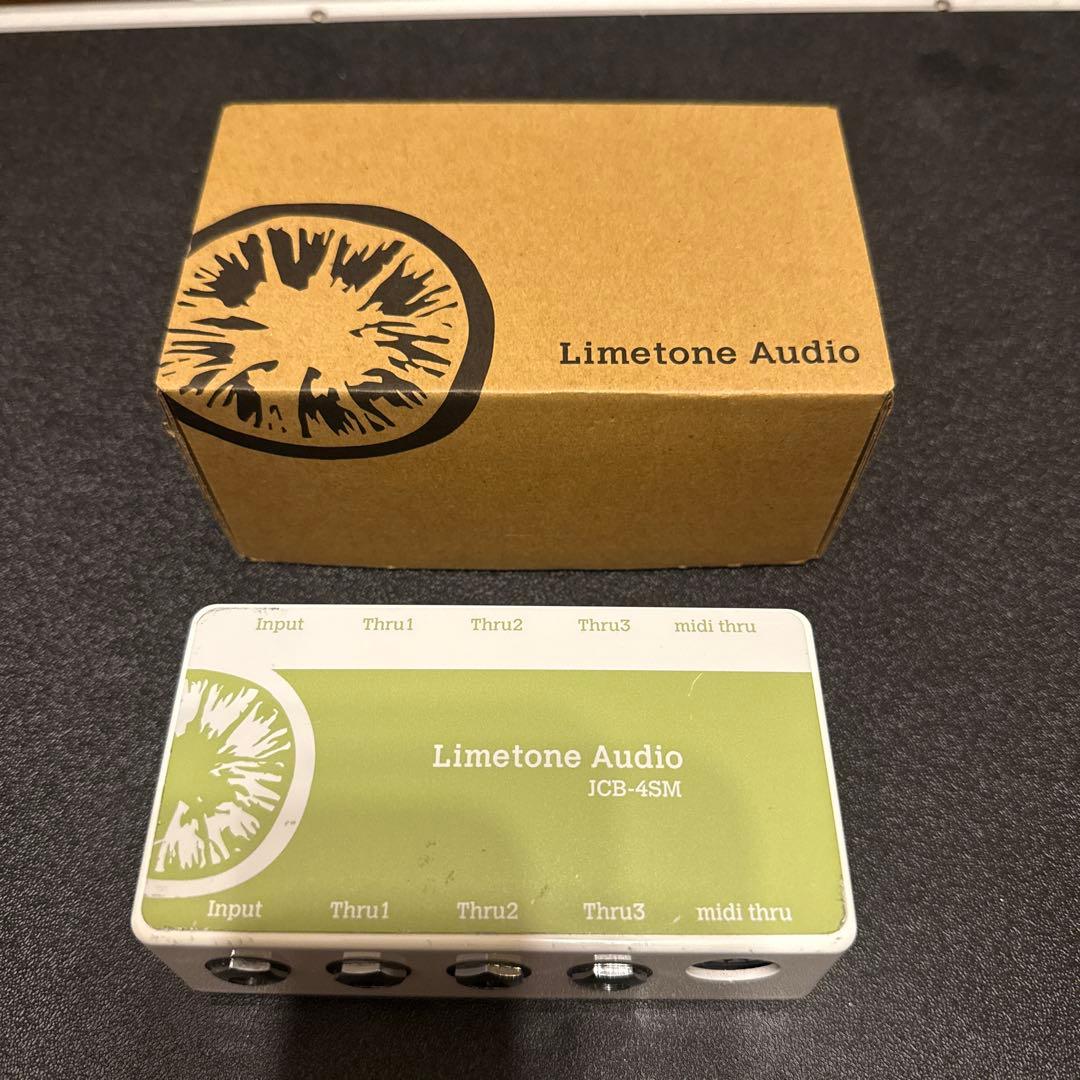 Limetone Audio
Input Thru1 Thru2 Thru3 midi thru
Limetone Audio
JCB-4SM
Input Thru1 Thru2 Thru3 midi thru